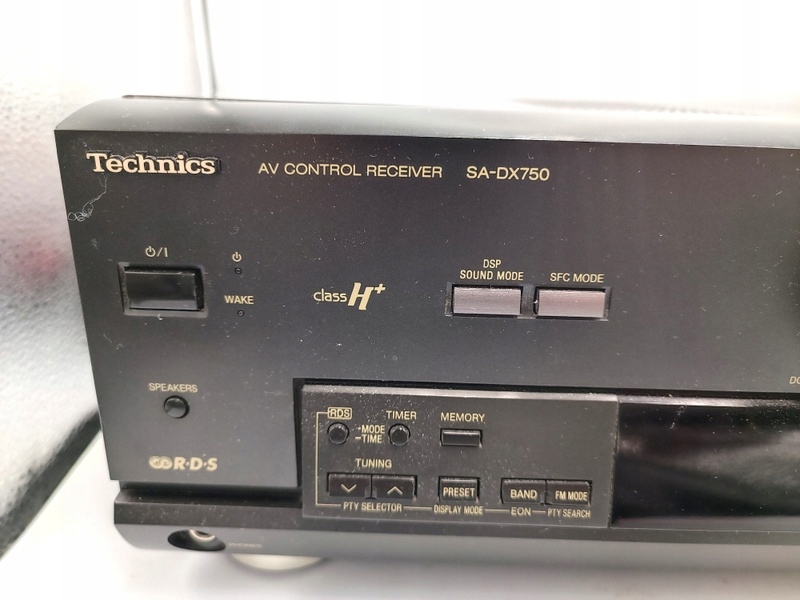 Technics
AV CONTROL RECEIVER SA-DX750
⏻/I
⏻
WAKE
class H+
DSP
SOUND MODE
SFC MODE
SPEAKERS
R·D·S
RDS
TIMER
MEMORY
-MODE
-TIME
TUNING
PRESET
BAND
FM MODE
PTY SELECTOR
DISPLAY MODE
EON
PTY SEARCH